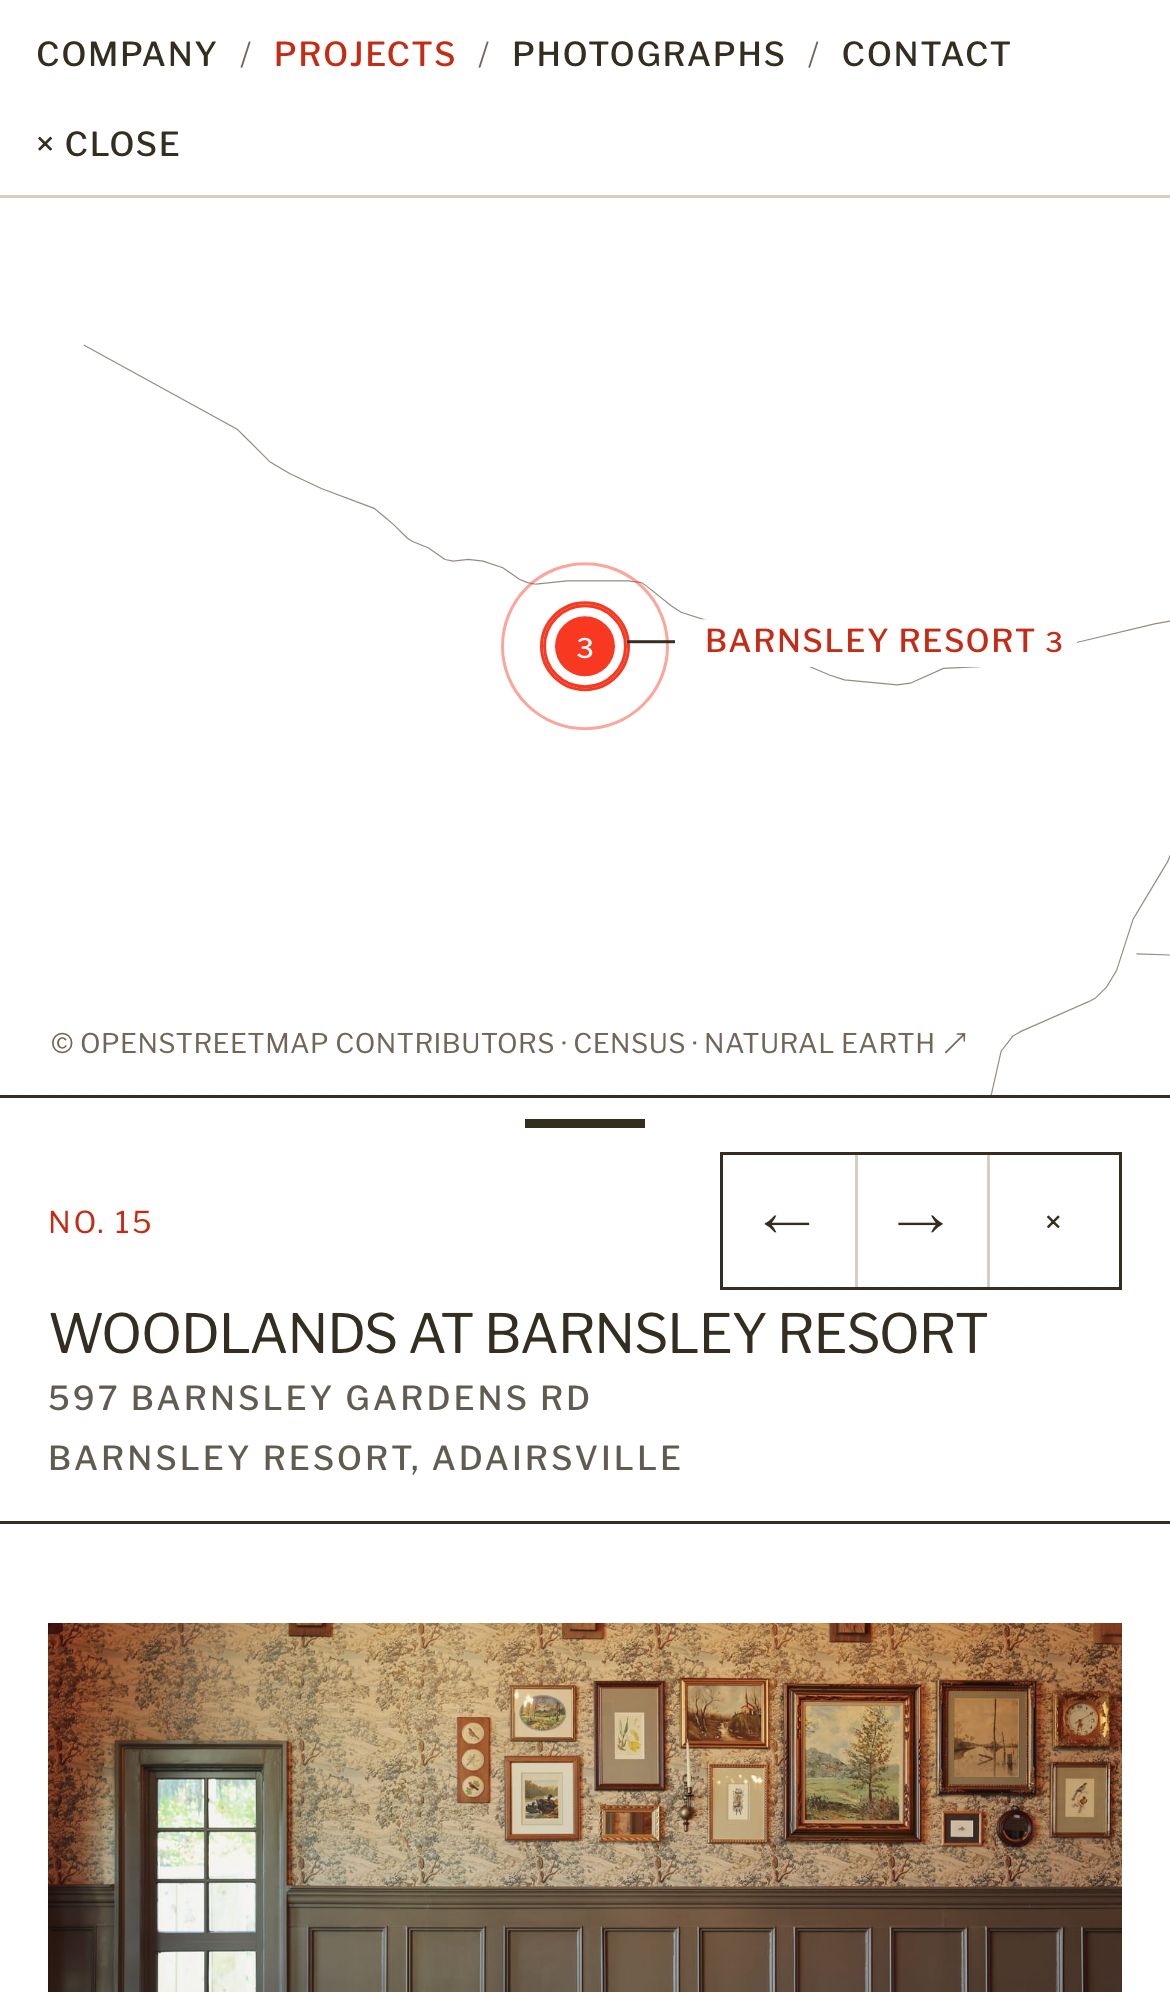 COMPANY / PROJECTS / PHOTOGRAPHS / CONTACT
× CLOSE
3 BARNSLEY RESORT 3
© OPENSTREETMAP CONTRIBUTORS · CENSUS · NATURAL EARTH ↗
NO. 15 ← → ×
WOODLANDS AT BARNSLEY RESORT
597 BARNSLEY GARDENS RD
BARNSLEY RESORT, ADAIRSVILLE